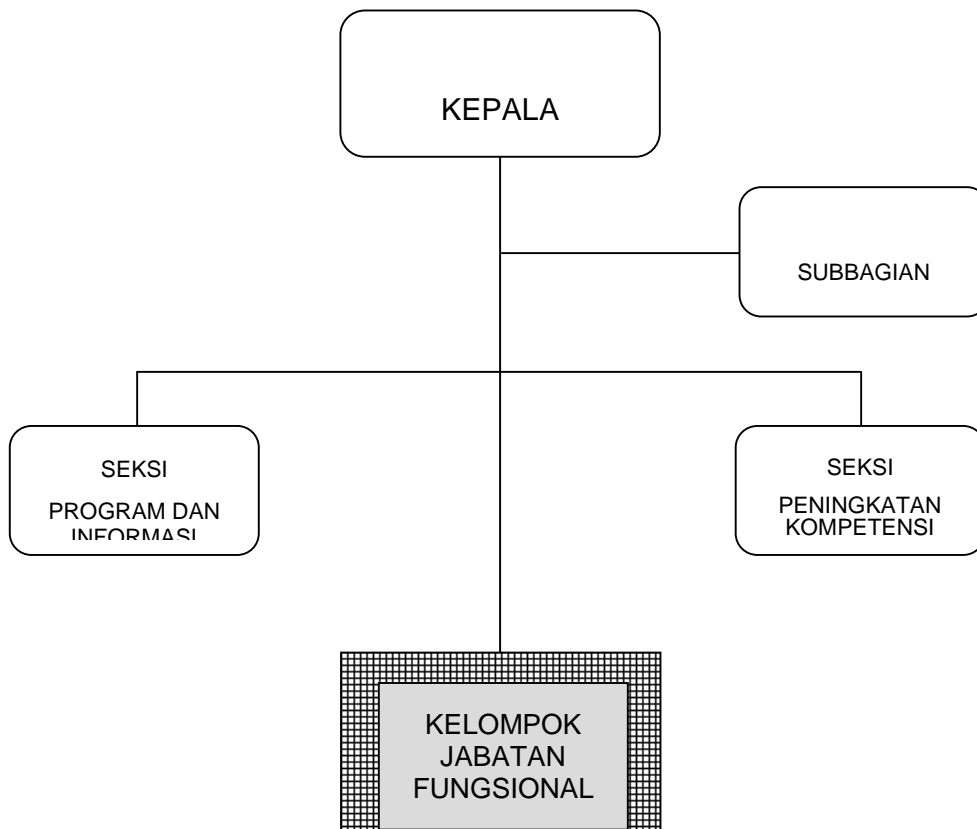 KEPALA
SUBBAGIAN
SEKSI
PROGRAM DAN
INFORMASI
SEKSI
PENINGKATAN
KOMPETENSI
KELOMPOK
JABATAN
FUNGSIONAL